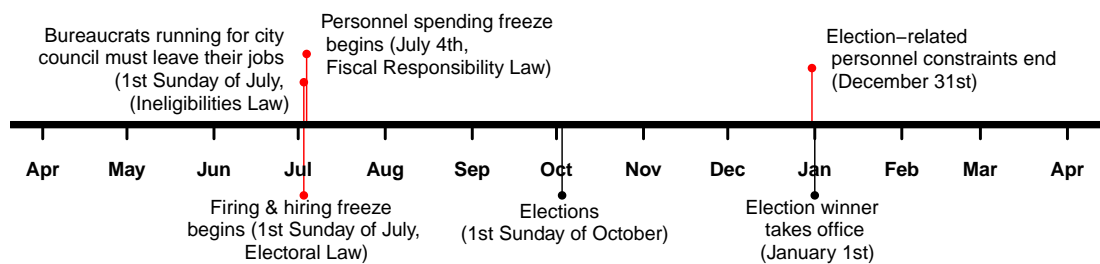 Bureaucrats running for city
council must leave their jobs
(1st Sunday of July,
(Ineligibilities Law)
Personnel spending freeze
begins (July 4th,
Fiscal Responsibility Law)
Election−related
personnel constraints end
(December 31st)
Apr May Jun Jul Aug Sep Oct Nov Dec Jan Feb Mar Apr
Firing & hiring freeze
begins (1st Sunday of July,
Electoral Law)
Elections
(1st Sunday of October)
Election winner
takes office
(January 1st)